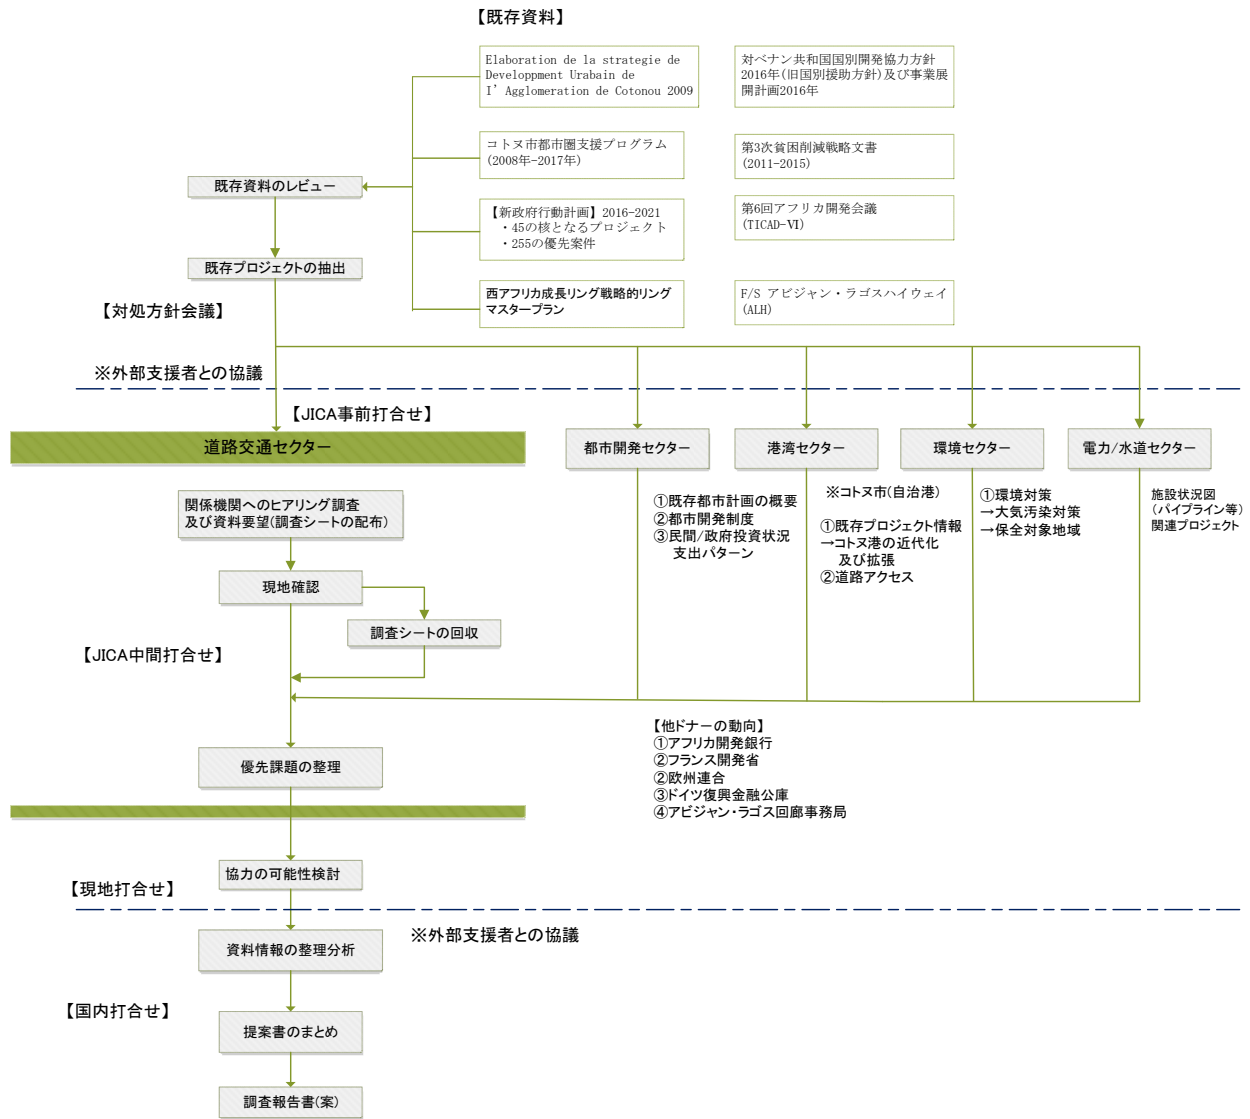 【既存資料】
Elaboration de la strategie de
Developpment Urabain de
I’Agglomeration de Cotonou 2009
対ベナン共和国国別開発協力方針
2016年(旧国別援助方針)及び事業展
開計画2016年
コトヌ市都市圏支援プログラム
(2008年-2017年)
第3次貧困削減戦略文書
(2011-2015)
既存資料のレビュー
【新政府行動計画】2016-2021
・45の核となるプロジェクト
・255の優先案件
第6回アフリカ開発会議
(TICAD-Ⅵ)
既存プロジェクトの抽出
西アフリカ成長リング戦略的リング
マスタープラン
F/S アビジャン・ラゴスハイウェイ
(ALH)
【対処方針会議】
※外部支援者との協議
【JICA事前打合せ】
道路交通セクター
都市開発セクター
港湾セクター
環境セクター
電力/水道セクター
関係機関へのヒアリング調査
及び資料要望(調査シートの配布)
①既存都市計画の概要
②都市開発制度
③民間/政府投資状況
支出パターン
※コトヌ市(自治港)
①既存プロジェクト情報
→コトヌ港の近代化
及び拡張
②道路アクセス
①環境対策
→大気汚染対策
→保全対象地域
施設状況図
(パイプライン等)
関連プロジェクト
現地確認
調査シートの回収
【JICA中間打合せ】
【他ドナーの動向】
①アフリカ開発銀行
②フランス開発省
②欧州連合
③ドイツ復興金融公庫
④アビジャン・ラゴス回廊事務局
優先課題の整理
協力の可能性検討
【現地打合せ】
※外部支援者との協議
資料情報の整理分析
【国内打合せ】
提案書のまとめ
調査報告書(案)